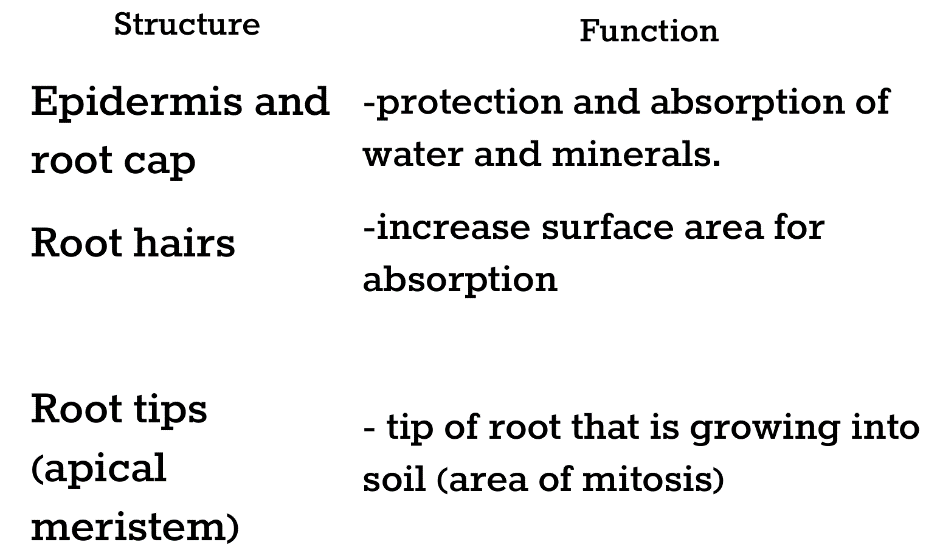 Structure
Function
Epidermis and
root cap
-protection and absorption of
water and minerals.
Root hairs
-increase surface area for
absorption
Root tips
(apical
meristem)
- tip of root that is growing into
soil (area of mitosis)